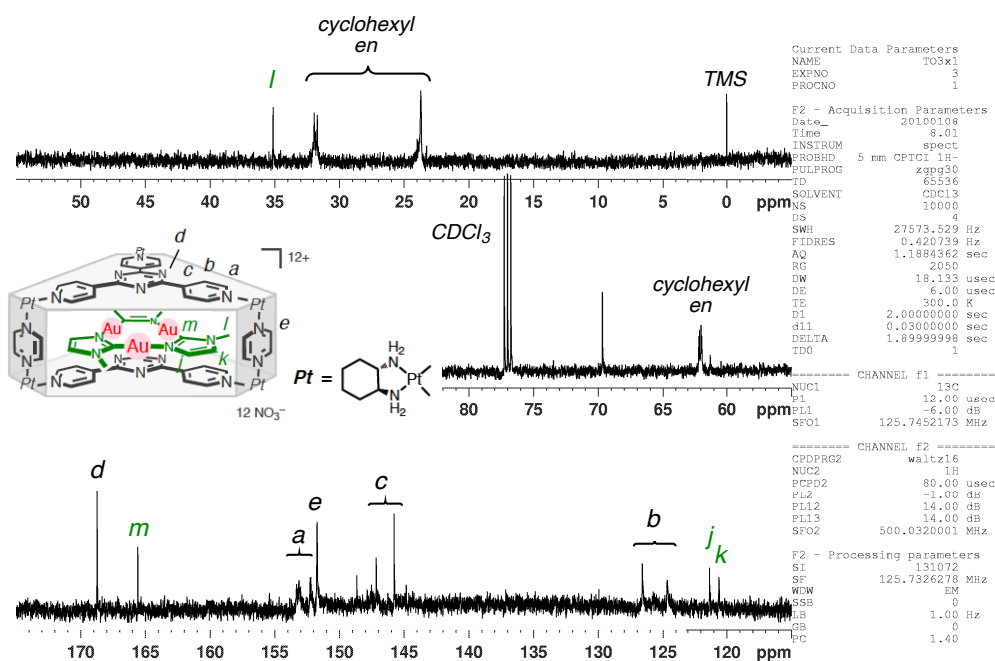 cyclohexyl
en
l
TMS
50 45 40 35 30 25 20 15 10 5 0 ppm
CDCl3
cyclohexyl
en
80 75 70 65 60 ppm
12+
Pt
d
c
b
a
N
N
N
N
N
Pt
Pt
N
N
Au
Au
m
l
N
N
N
Au
N
N
k
e
N
N
N
N
N
Pt
Pt
12 NO3−
Pt =
H2
N
Pt
N
H2
d
m
a
e
c
b
j
k
170 165 160 155 150 145 140 135 130 125 120 ppm
Current Data Parameters
NAME TO3x1
EXPNO 3
PROCNO 1
F2 - Acquisition Parameters
Date_ 20100108
Time 8.01
INSTRUM spect
PROBHD 5 mm CPTCI 1H-
PULPROG zgpg30
TD 65536
SOLVENT CDCl3
NS 10000
DS 4
SWH 27573.529 Hz
FIDRES 0.420739 Hz
AQ 1.1884362 sec
RG 2050
DW 18.133 usec
DE 6.00 usec
TE 300.0 K
D1 2.00000000 sec
d11 0.03000000 sec
DELTA 1.89999998 sec
TD0 1
======== CHANNEL f1 ========
NUC1 13C
P1 12.00 usec
PL1 -6.00 dB
SFO1 125.7452173 MHz
======== CHANNEL f2 ========
CPDPRG2 waltz16
NUC2 1H
PCPD2 80.00 usec
PL2 -1.00 dB
PL12 14.00 dB
PL13 14.00 dB
SFO2 500.0320001 MHz
F2 - Processing parameters
SI 131072
SF 125.7326278 MHz
WDW EM
SSB 0
LB 1.00 Hz
GB 0
PC 1.40